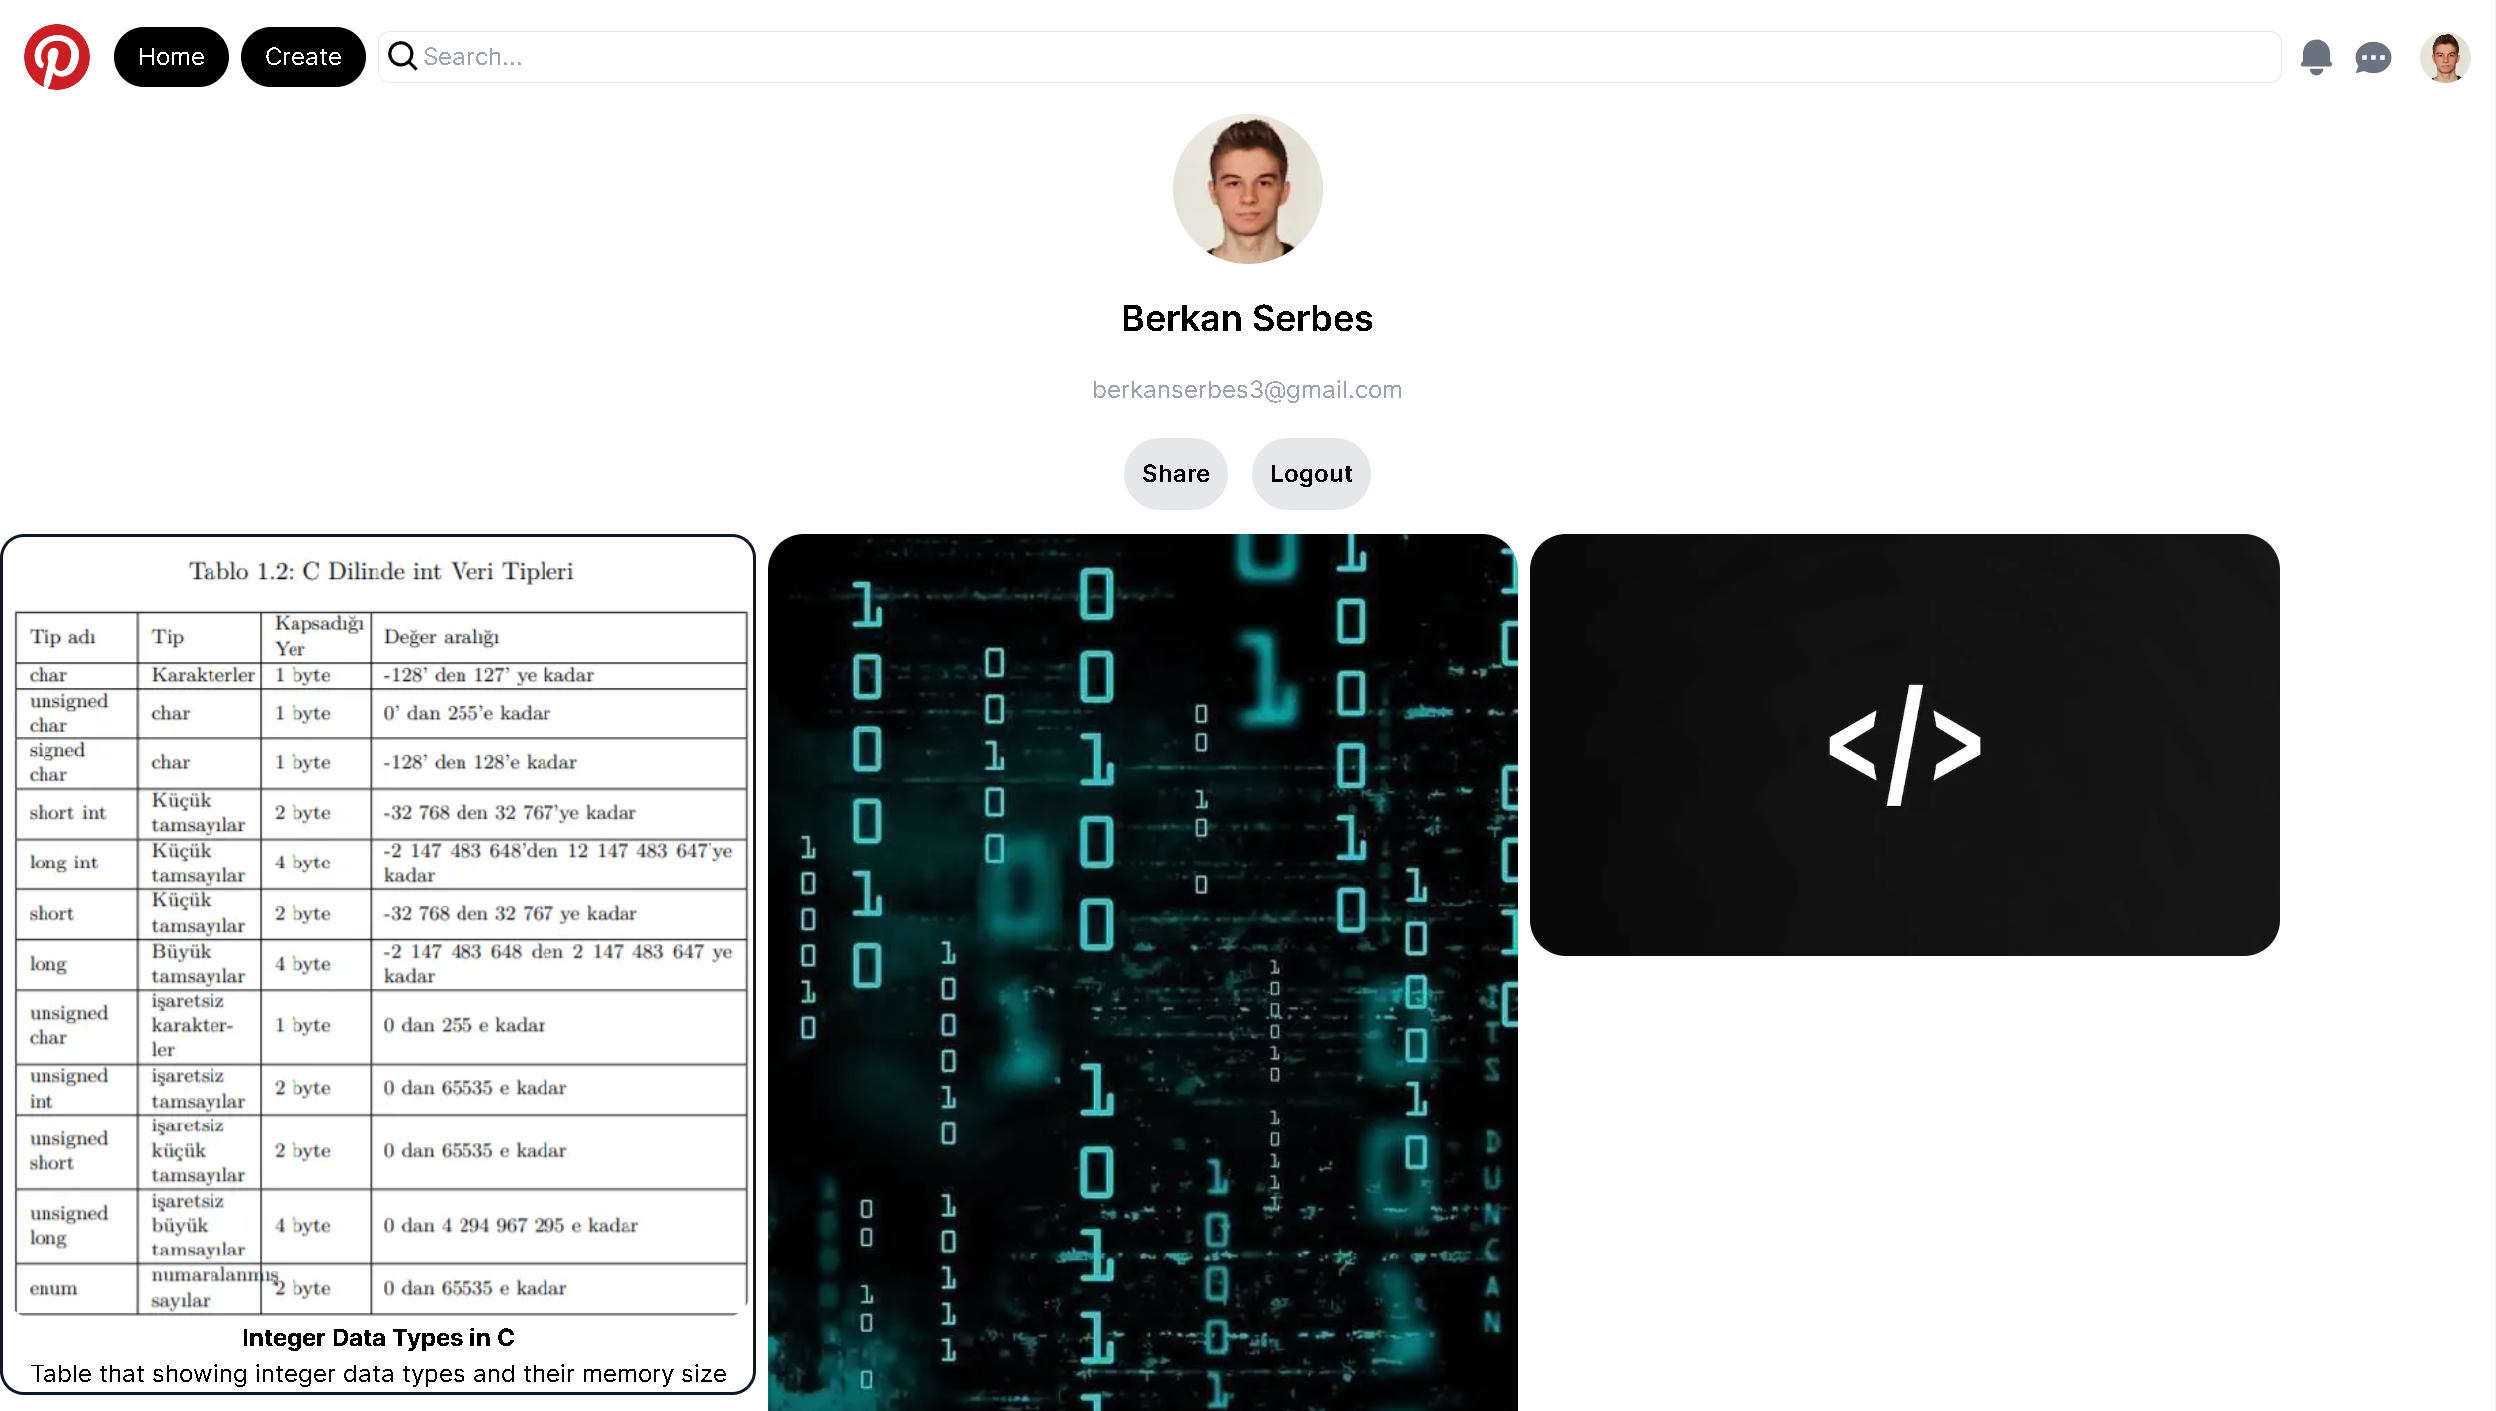 Home
Create
Search...
Berkan Serbes
berkanserbes3@gmail.com
Share
Logout
Tablo 1.2: C Dilinde int Veri Tipleri
Tip adı Tip Kapsadığı Yer Değer aralığı
char Karakterler 1 byte -128' den 127' ye kadar
unsigned char char 1 byte 0' dan 255'e kadar
signed char char 1 byte -128' den 128'e kadar
short int Küçük tamsayılar 2 byte -32 768 den 32 767'ye kadar
long int Küçük tamsayılar 4 byte -2 147 483 648'den 12 147 483 647'ye kadar
short Küçük tamsayılar 2 byte -32 768 den 32 767 ye kadar
long Büyük tamsayılar 4 byte -2 147 483 648 den 2 147 483 647 ye kadar
unsigned char işaretsiz karakter-ler 1 byte 0 dan 255 e kadar
unsigned int işaretsiz tamsayılar 2 byte 0 dan 65535 e kadar
unsigned short işaretsiz küçük tamsayılar 2 byte 0 dan 65535 e kadar
unsigned long işaretsiz büyük tamsayılar 4 byte 0 dan 4 294 967 295 e kadar
enum numaralanmış sayılar 2 byte 0 dan 65535 e kadar
Integer Data Types in C
Table that showing integer data types and their memory size
</>
ITS DUNCAN